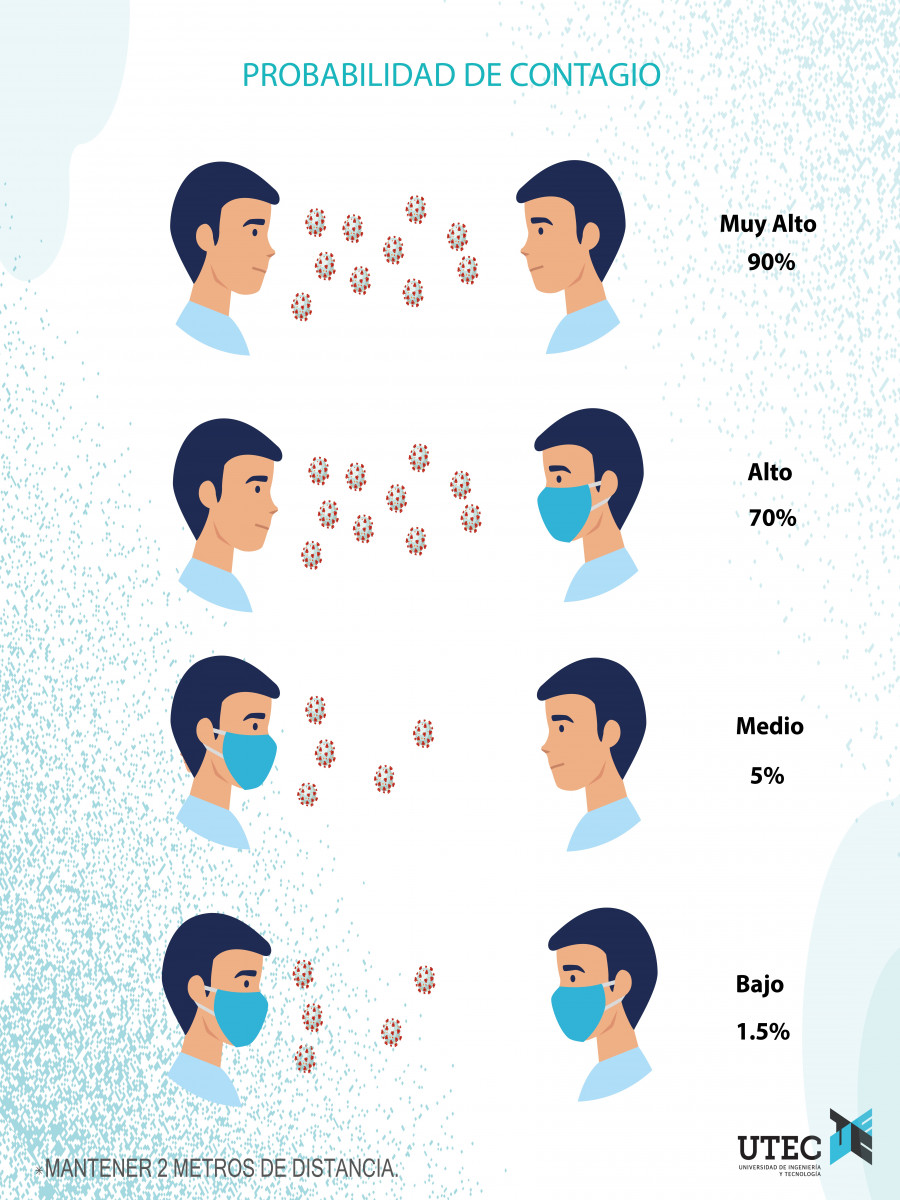 PROBABILIDAD DE CONTAGIO
Muy Alto
90%
Alto
70%
Medio
5%
Bajo
1.5%
*MANTENER 2 METROS DE DISTANCIA.
UTEC
UNIVERSIDAD DE INGENIERÍA
Y TECNOLOGÍA